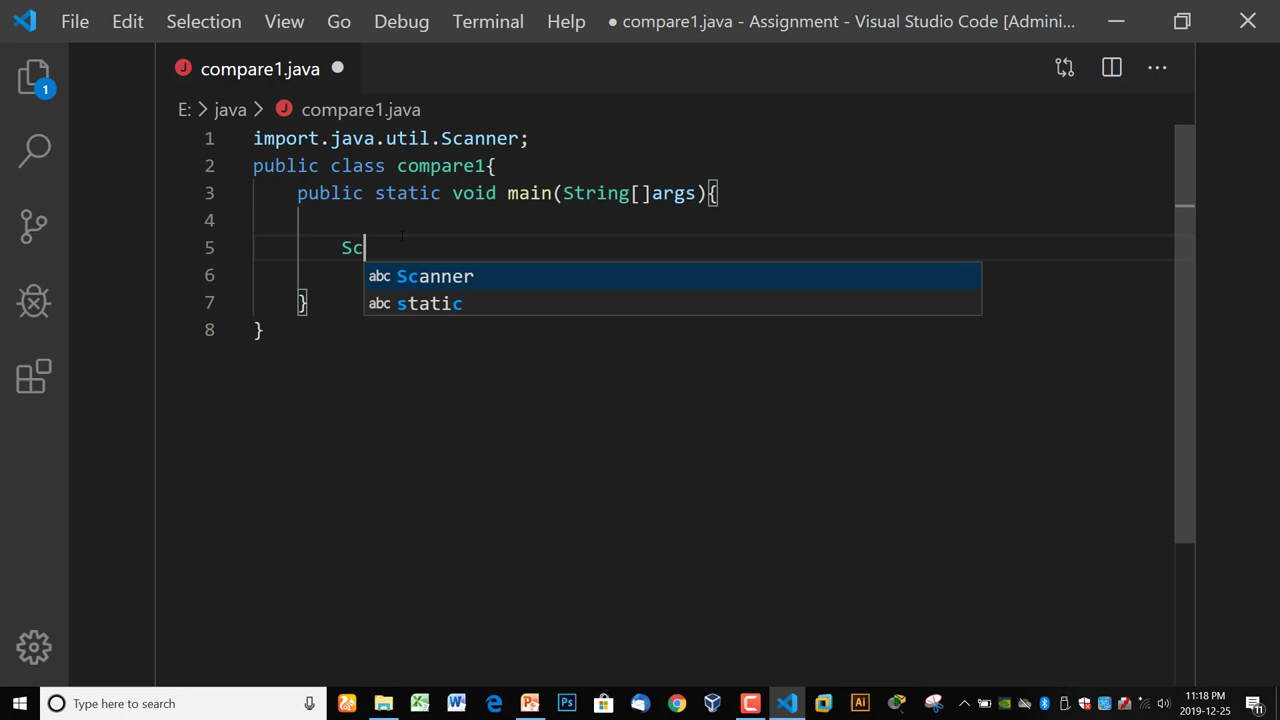 File Edit Selection View Go Debug Terminal Help ● compare1.java - Assignment - Visual Studio Code [Admini...
J compare1.java
E: > java > J compare1.java
1 import.java.util.Scanner;
2 public class compare1{
3 public static void main(String[]args){
4
5 Sc
6 abc Scanner
7 } abc static
8 }
1
Type here to search
11:18 PM
2019-12-25
11